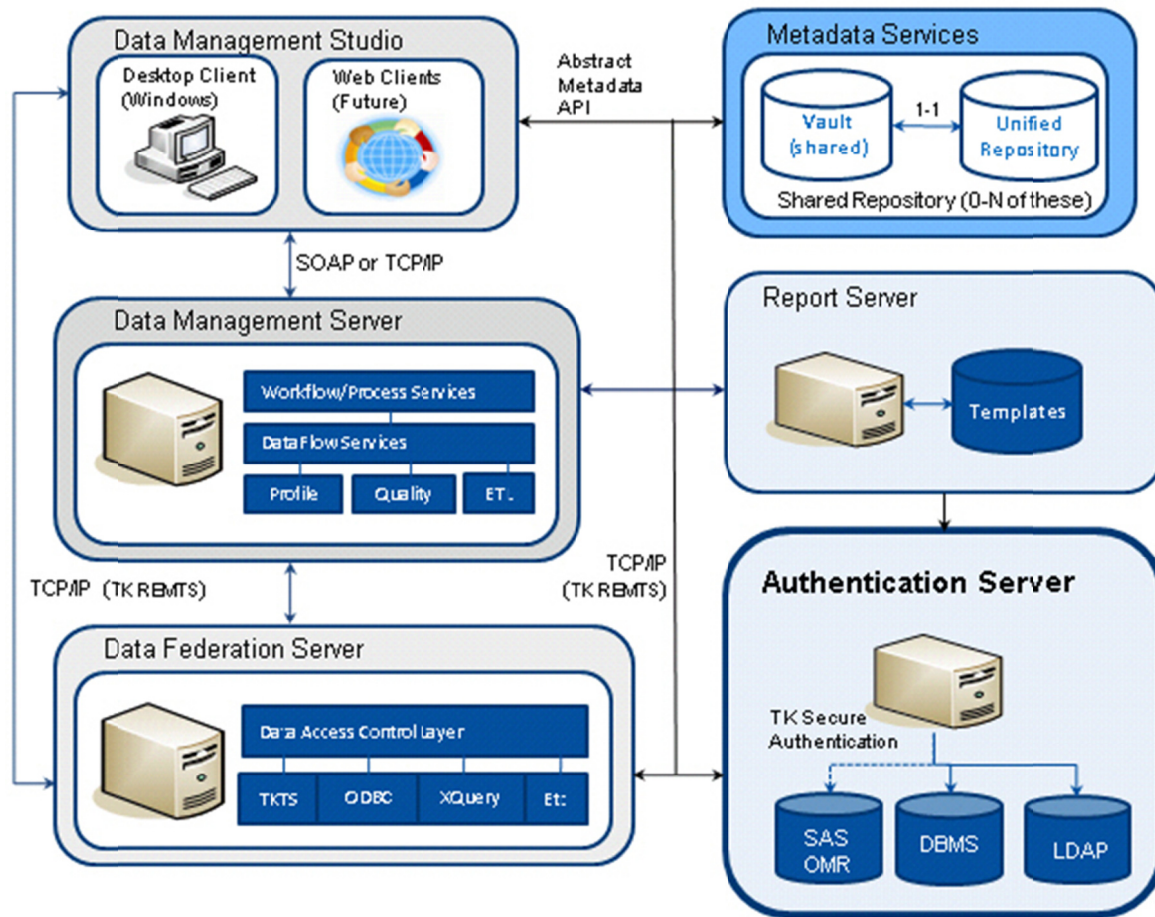 Data Management Studio
Desktop Client
(Windows)
Web Clients
(Future)
Abstract
Metadata
API
Metadata Services
Vault
(shared)
1-1
Unified
Repository
Shared Repository (0-N of these)
SOAP or TCP/IP
Data Management Server
Workflow/Process Services
DataFlow Services
Profile
Quality
ETL
Report Server
Templates
TCP/IP (TK REMTS)
TCP/IP
(TK REMTS)
Data Federation Server
Data Access Control Layer
TKTS
ODBC
XQuery
Etc
Authentication Server
TK Secure
Authentication
SAS
OMR
DBMS
LDAP